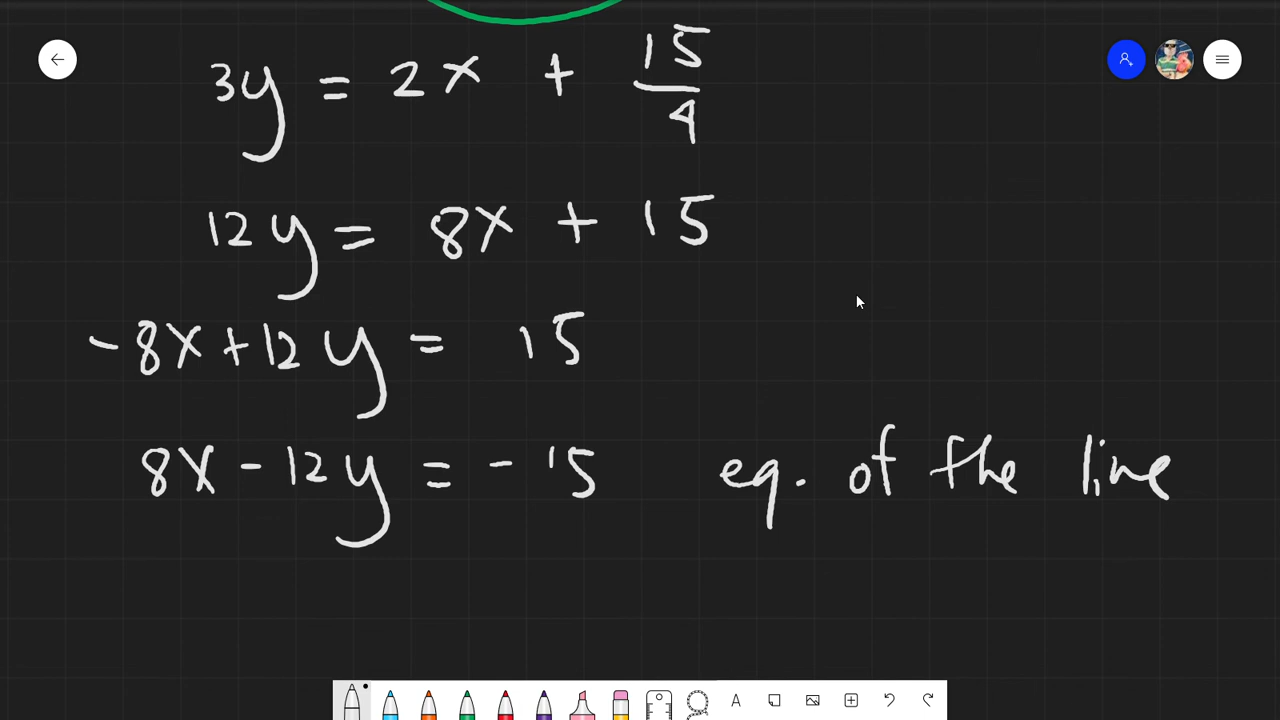 3y = 2x + 15/4
12y = 8x + 15
-8x + 12y = 15
8x - 12y = -15 eq. of the line
A